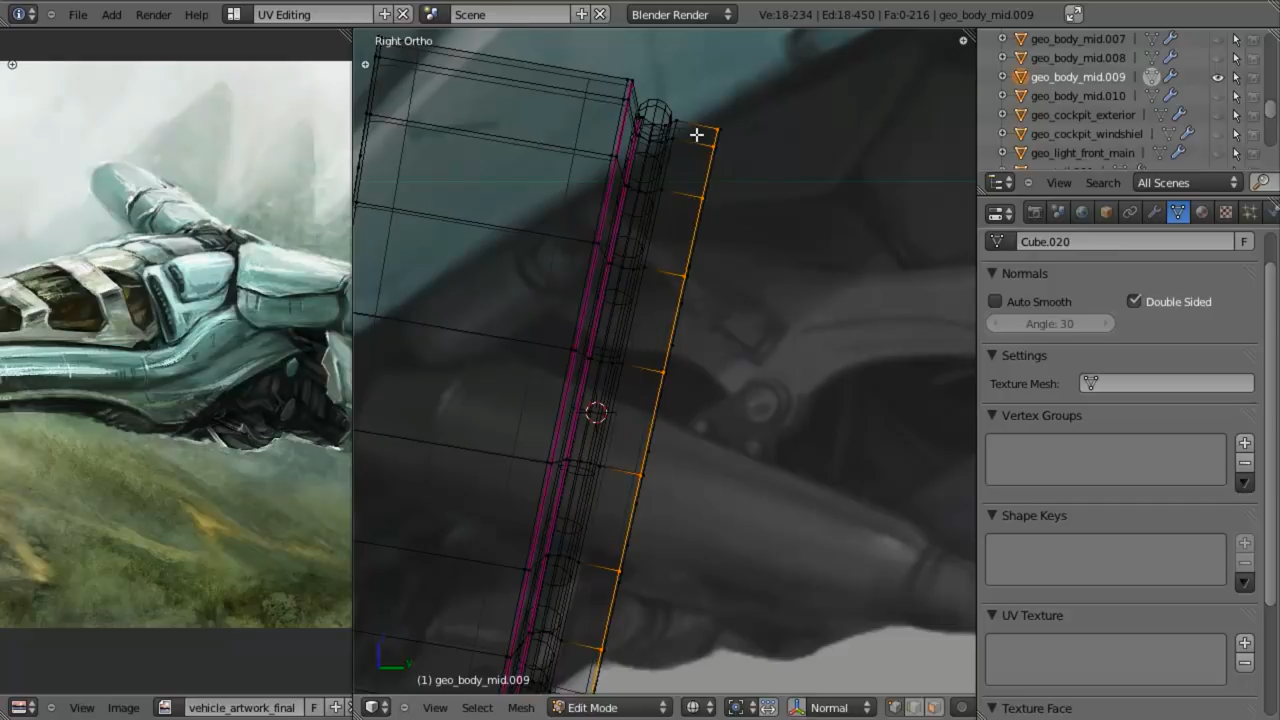 File Add Render Help UV Editing Scene Blender Render Ve:18-234 | Ed:18-450 | Fa:0-216 | geo_body_mid.009
Right Ortho
geo_body_mid.007
geo_body_mid.008
geo_body_mid.009
geo_body_mid.010
geo_cockpit_exterior
geo_cockpit_windshiel
geo_light_front_main
View Search All Scenes
Cube.020 F
Normals
Auto Smooth Double Sided
Angle: 30
Settings
Texture Mesh:
Vertex Groups
Shape Keys
UV Texture
Texture Face
(1) geo_body_mid.009
View Image vehicle_artwork_final F
View Select Mesh Edit Mode Normal